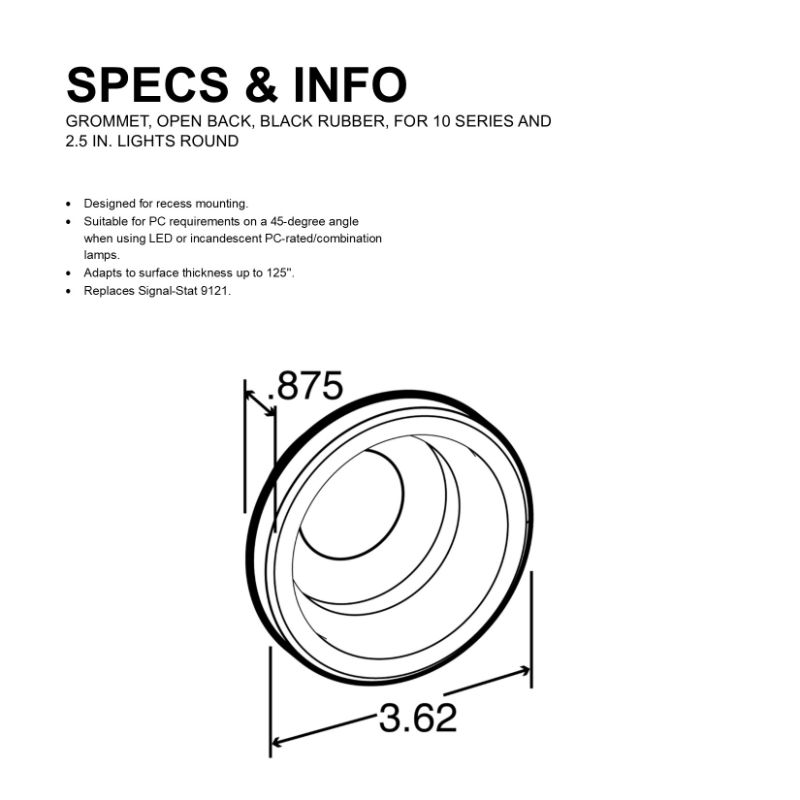 SPECS & INFO
GROMMET, OPEN BACK, BLACK RUBBER, FOR 10 SERIES AND
2.5 IN. LIGHTS ROUND
• Designed for recess mounting.
• Suitable for PC requirements on a 45-degree angle
when using LED or incandescent PC-rated/combination
lamps.
• Adapts to surface thickness up to 125".
• Replaces Signal-Stat 9121.
.875
3.62